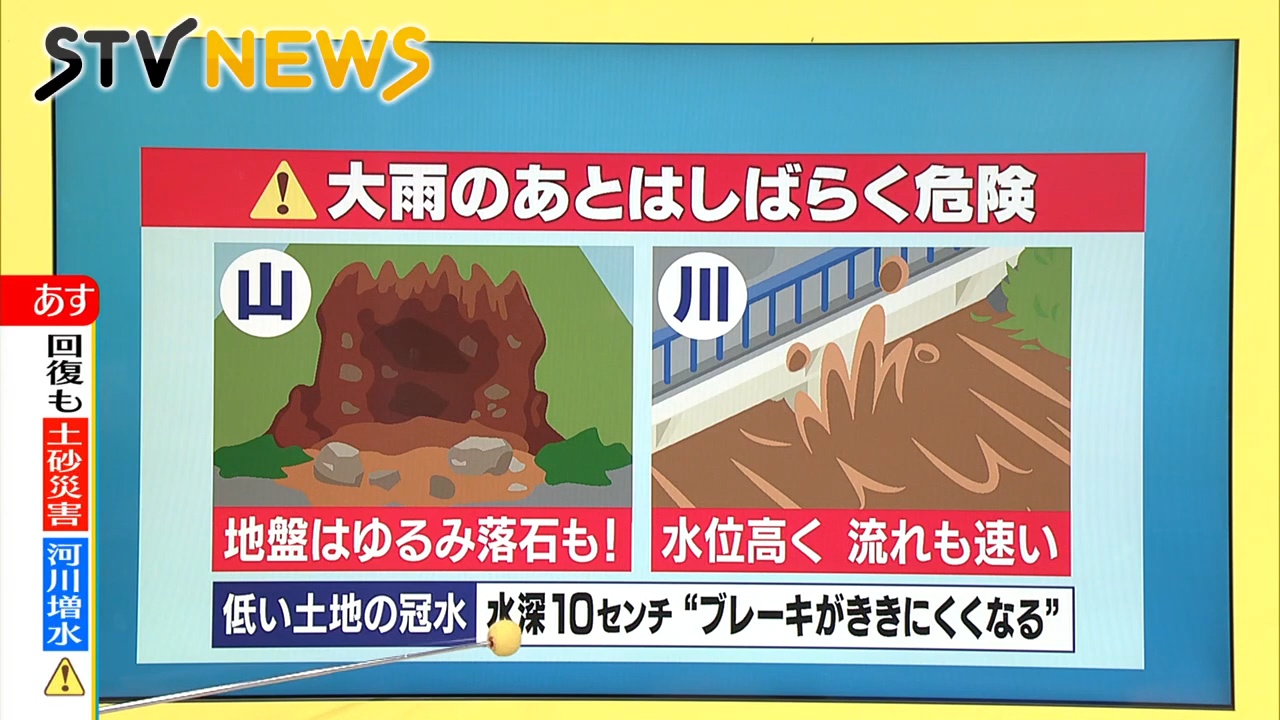 STV NEWS
大雨のあとはしばらく危険
山
川
地盤はゆるみ落石も!
水位高く 流れも速い
低い土地の冠水
水深10センチ “ブレーキがききにくくなる”
あす
回復も
土砂災害
河川増水